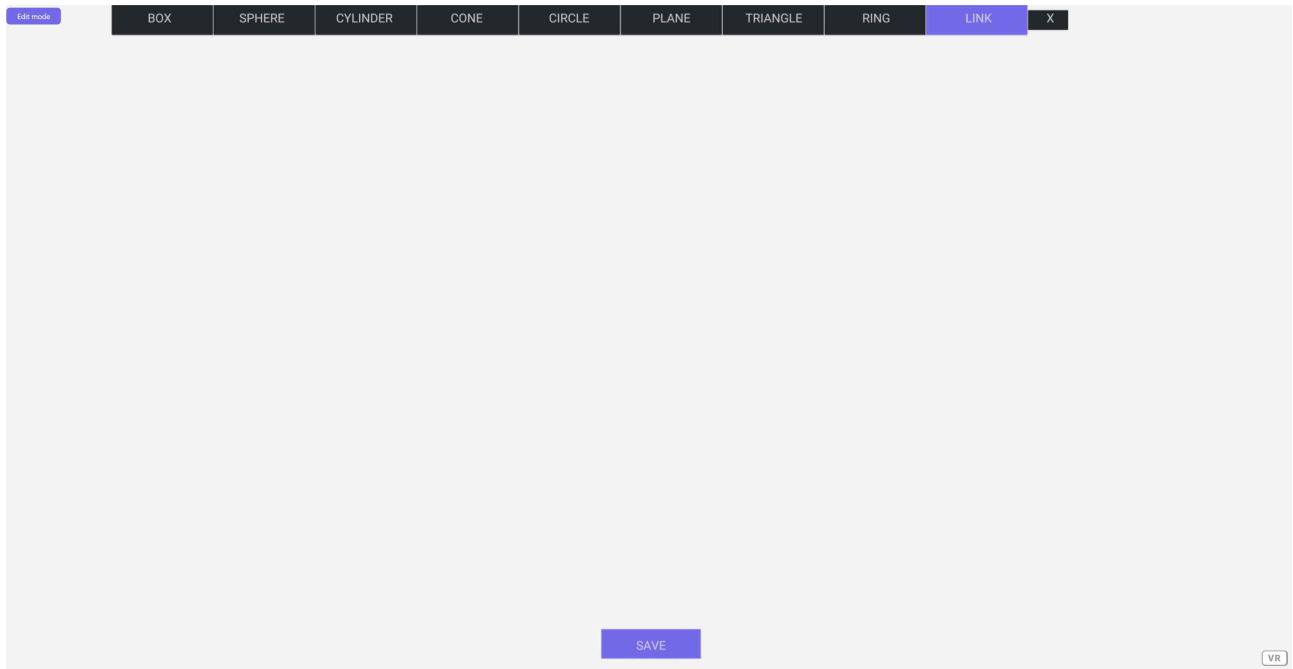 Edit mode
BOX SPHERE CYLINDER CONE CIRCLE PLANE TRIANGLE RING LINK X
SAVE
VR